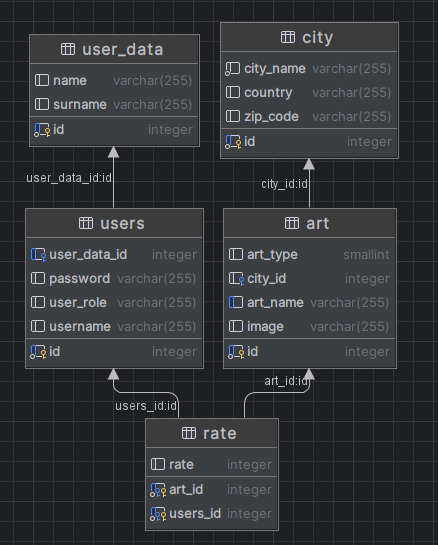 user_data
name varchar(255)
surname varchar(255)
id integer
city
city_name varchar(255)
country varchar(255)
zip_code varchar(255)
id integer
user_data_id:id
city_id:id
users
user_data_id integer
password varchar(255)
user_role varchar(255)
username varchar(255)
id integer
art
art_type smallint
city_id integer
art_name varchar(255)
image varchar(255)
id integer
users_id:id
art_id:id
rate
rate integer
art_id integer
users_id integer